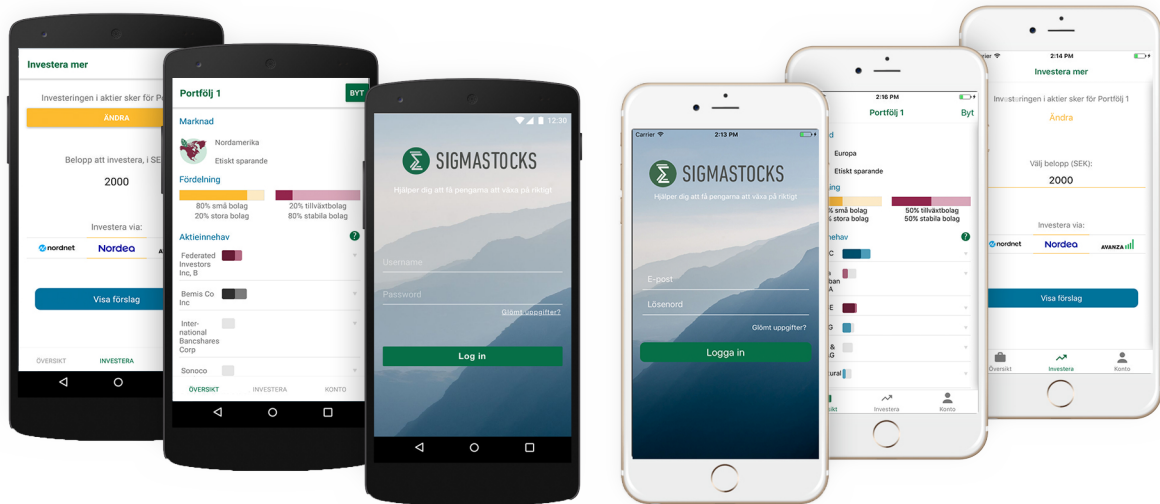 Investera mer
Investeringen i aktier sker för
ÄNDRA
Belopp att investera, i
2000
Investera via:
nordnet
Nordea
Visa förslag
ÖVERSIKT
INVESTERA
Portfölj 1
BYT
Marknad
Nordamerika
Etiskt sparande
Fördelning
80% små bolag
20% stora bolag
20% tillväxtbolag
80% stabila bolag
Aktieinnehav
?
Federated
Investors
Inc, B
Bemis Co
Inc
Inter-
national
Bancshares
Corp
Sonoco
ÖVERSIKT
INVESTERA
KONTO
12:30
SIGMASTOCKS
Hjälper dig att få pengarna att växa på riktigt
Username
Password
Glömt uppgifter?
Log in
Carrier
2:13 PM
SIGMASTOCKS
Hjälper dig att få pengarna att växa på riktigt
E-post
Lösenord
Glömt uppgifter?
Logga in
2:16 PM
Portfölj 1
Byt
Europa
Etiskt sparande
små bolag
stora bolag
50% tillväxtbolag
50% stabila bolag
?
Investera
Konto
2:14 PM
Investera mer
Investeringen i aktier sker för Portfölj 1
Ändra
Välj belopp (SEK):
2000
Investera via:
nordnet
Nordea
AVANZA
Visa förslag
Översikt
Investera
Konto